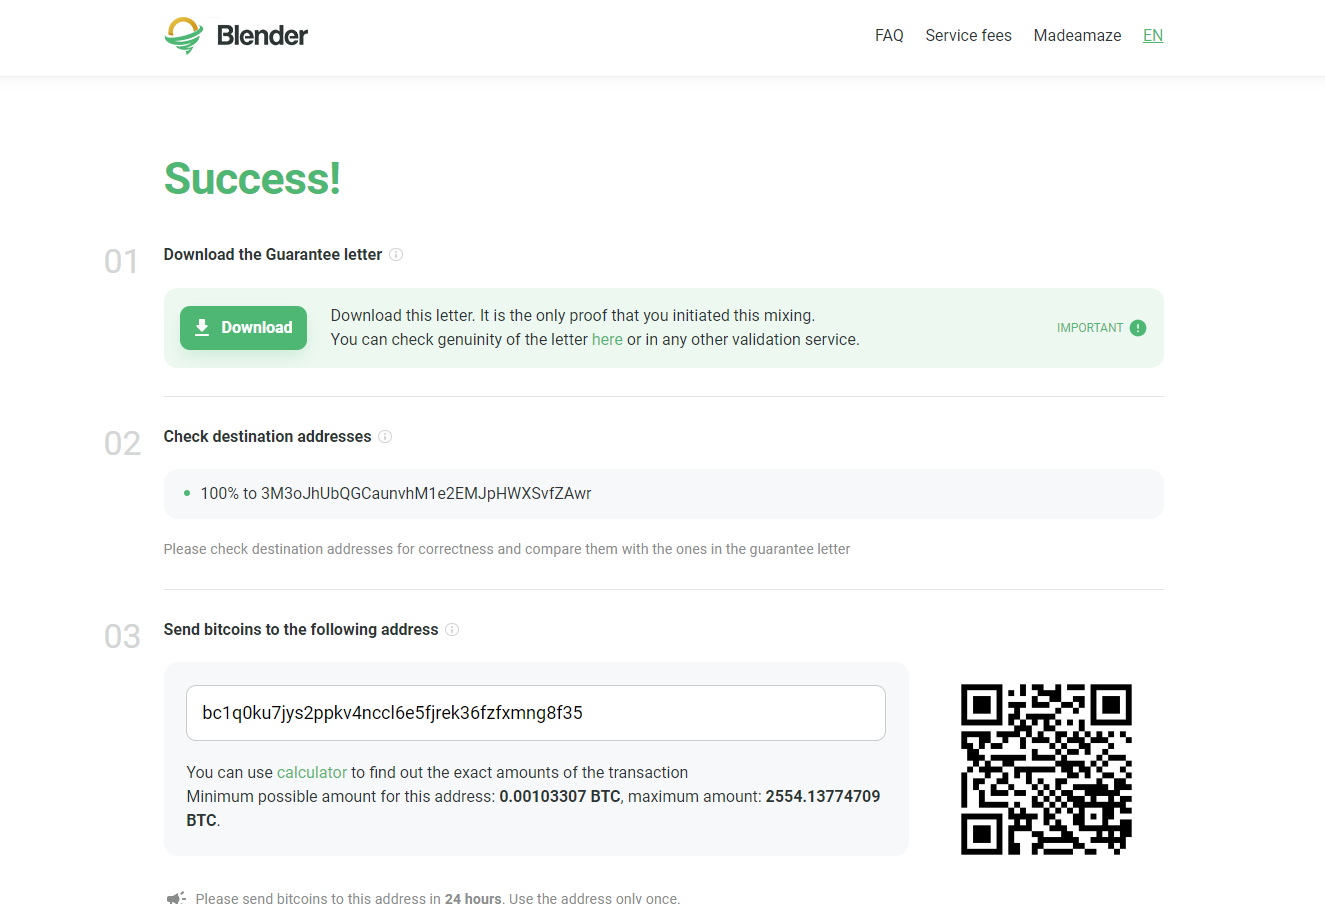 Blender
FAQ Service fees Madeamaze EN
Success!
01
Download the Guarantee letter
Download
Download this letter. It is the only proof that you initiated this mixing.
You can check genuinity of the letter here or in any other validation service.
IMPORTANT
02
Check destination addresses
100% to 3M3oJhUbQGCaunvhM1e2EMJpHWXSvfZAwr
Please check destination addresses for correctness and compare them with the ones in the guarantee letter
03
Send bitcoins to the following address
bc1q0ku7jys2ppkv4nccl6e5fjrek36fzfxmng8f35
You can use calculator to find out the exact amounts of the transaction
Minimum possible amount for this address: 0.00103307 BTC, maximum amount: 2554.13774709
BTC.
Please send bitcoins to this address in 24 hours. Use the address only once.